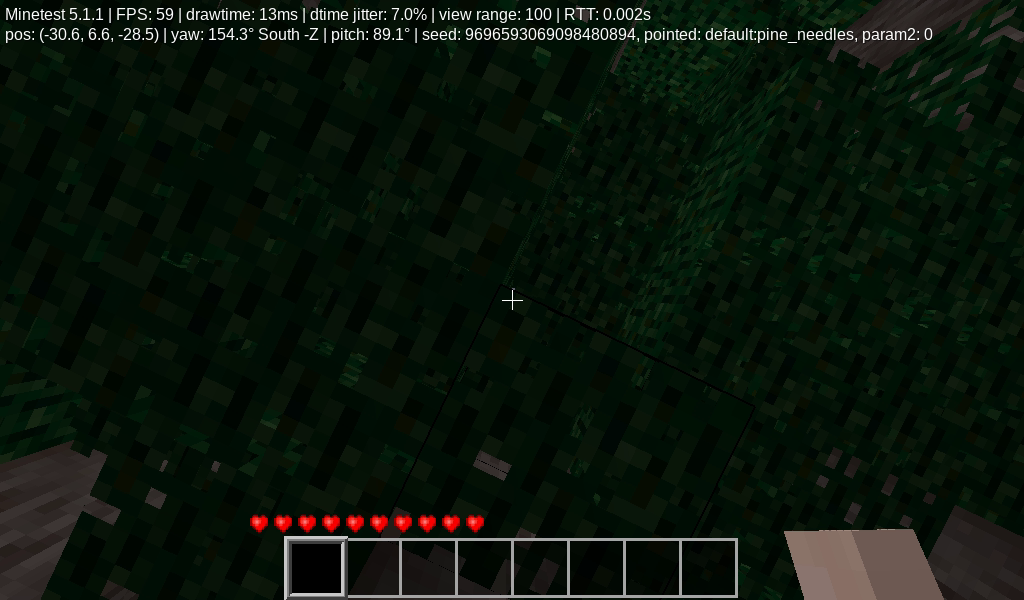 Minetest 5.1.1 | FPS: 59 | drawtime: 13ms | dtime jitter: 7.0% | view range: 100 | RTT: 0.002s
pos: (-30.6, 6.6, -28.5) | yaw: 154.3° South -Z | pitch: 89.1° | seed: 9696593069098480894, pointed: default:pine_needles, param2: 0